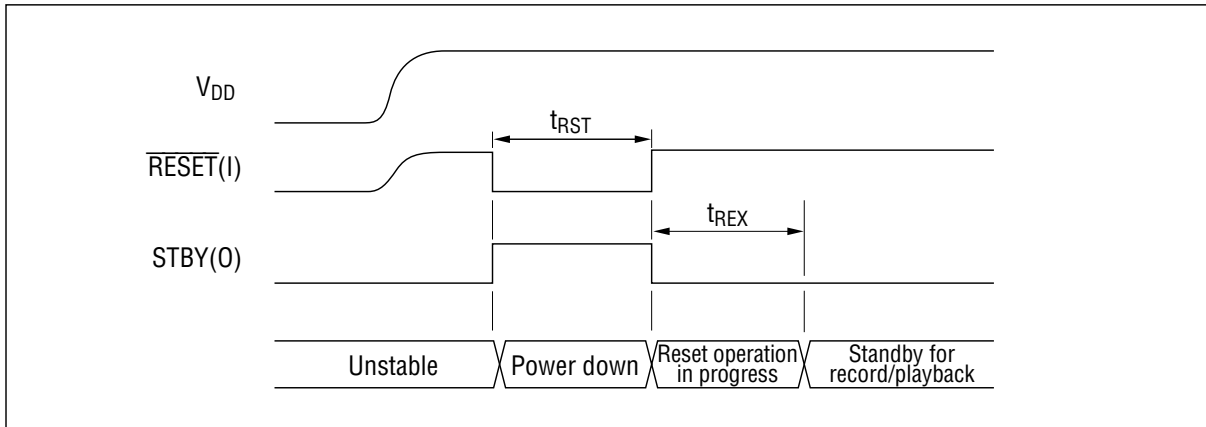 VDD
tRST
RESET(I)
tREX
STBY(O)
Unstable
Power down
Reset operation
in progress
Standby for
record/playback